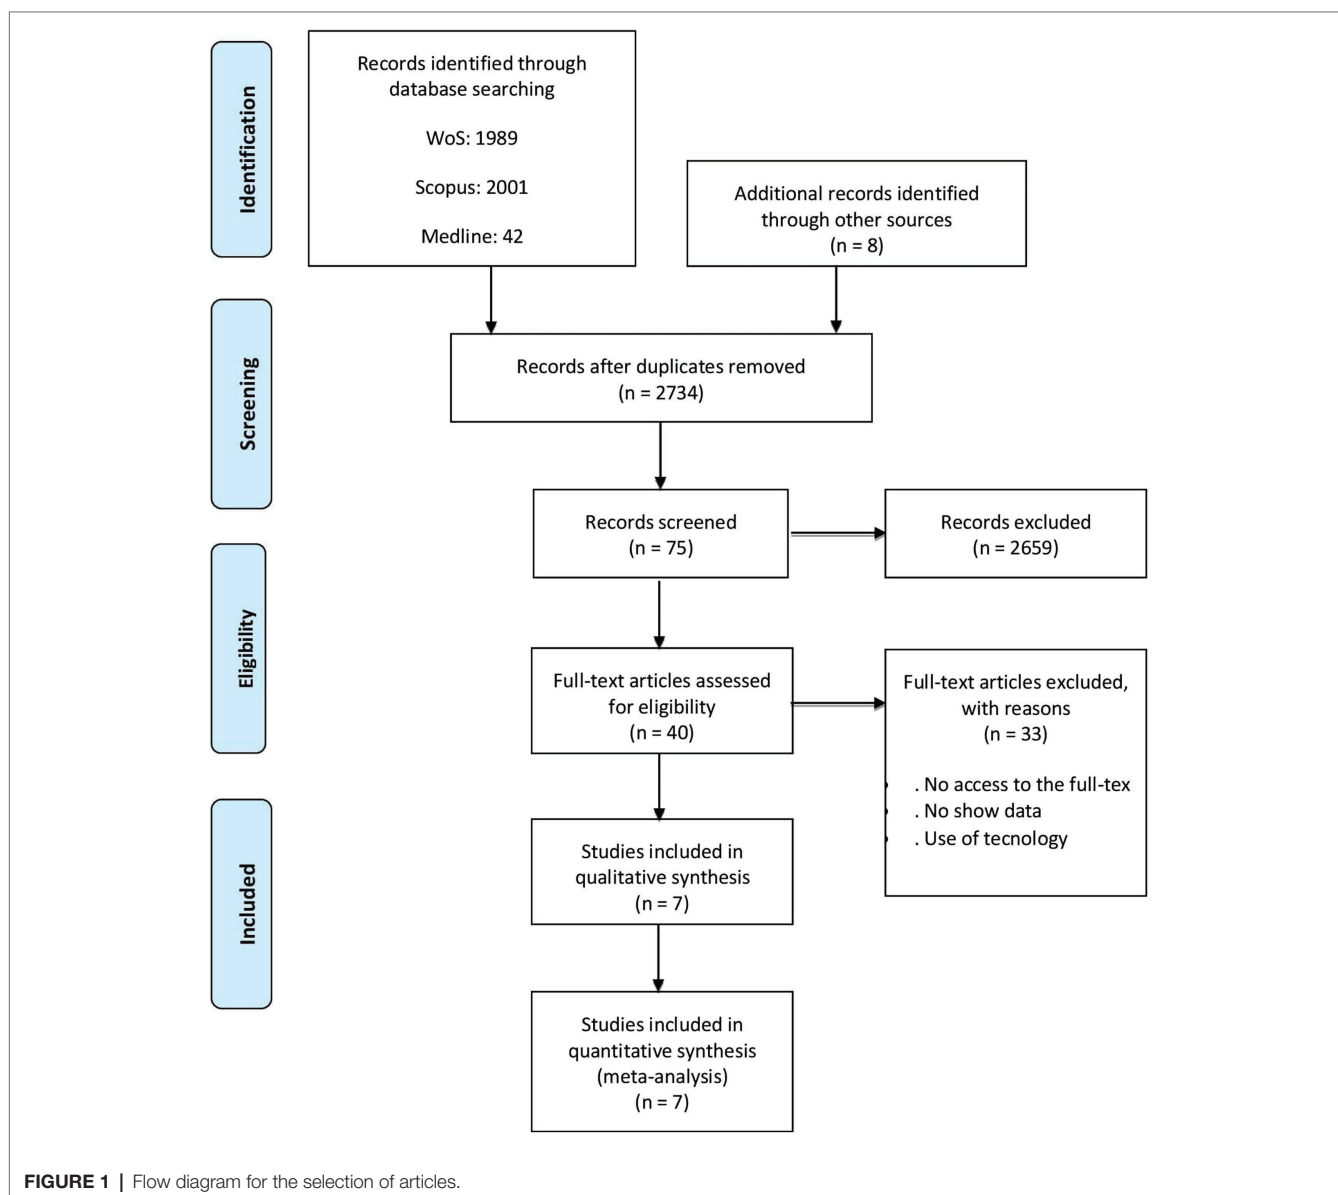 Identification
Records identified through
database searching
WoS: 1989
Scopus: 2001
Medline: 42
Additional records identified
through other sources
(n = 8)
Screening
Records after duplicates removed
(n = 2734)
Records screened
(n = 75)
Records excluded
(n = 2659)
Eligibility
Full-text articles assessed
for eligibility
(n = 40)
Full-text articles excluded,
with reasons
(n = 33)
. No access to the full-tex
. No show data
. Use of tecnology
Included
Studies included in
qualitative synthesis
(n = 7)
Studies included in
quantitative synthesis
(meta-analysis)
(n = 7)
FIGURE 1 | Flow diagram for the selection of articles.